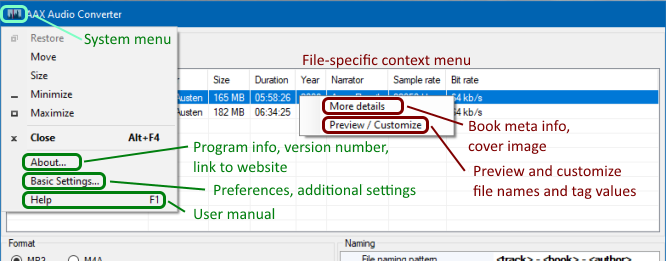 AAX Audio Converter
System menu
Restore
Move
Size
Minimize
Maximize
Close Alt+F4
About...
Basic Settings...
Help F1
File-specific context menu
Size Duration Year Narrator Sample rate Bit rate
Austen 165 MB 05:58:26 64 kb/s
Austen 182 MB 06:34:25 64 kb/s
More details
Preview / Customize
Book meta info,
cover image
Preview and customize
file names and tag values
Program info, version number,
link to website
Preferences, additional settings
User manual
Format
MP3 M4A
Naming
File naming pattern <track> - <book> - <author>